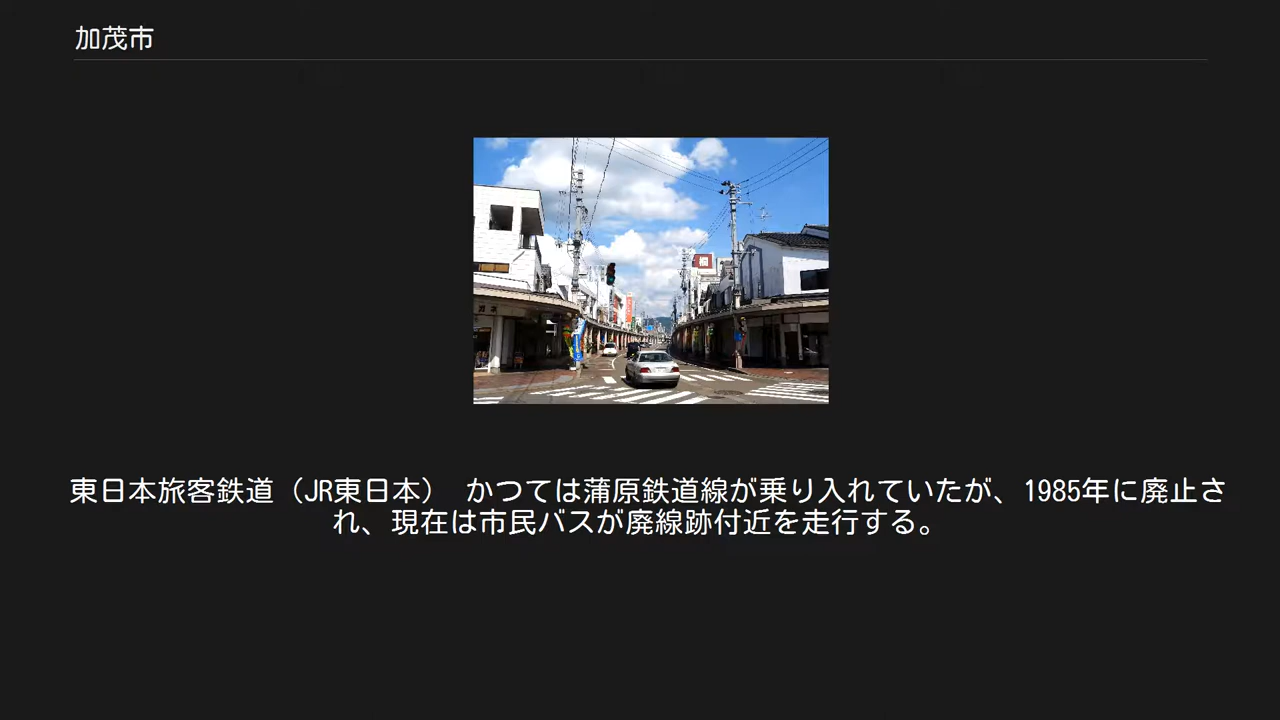 加茂市
桐
東日本旅客鉄道（JR東日本） かつては蒲原鉄道線が乗り入れていたが、1985年に廃止さ
れ、現在は市民バスが廃線跡付近を走行する。